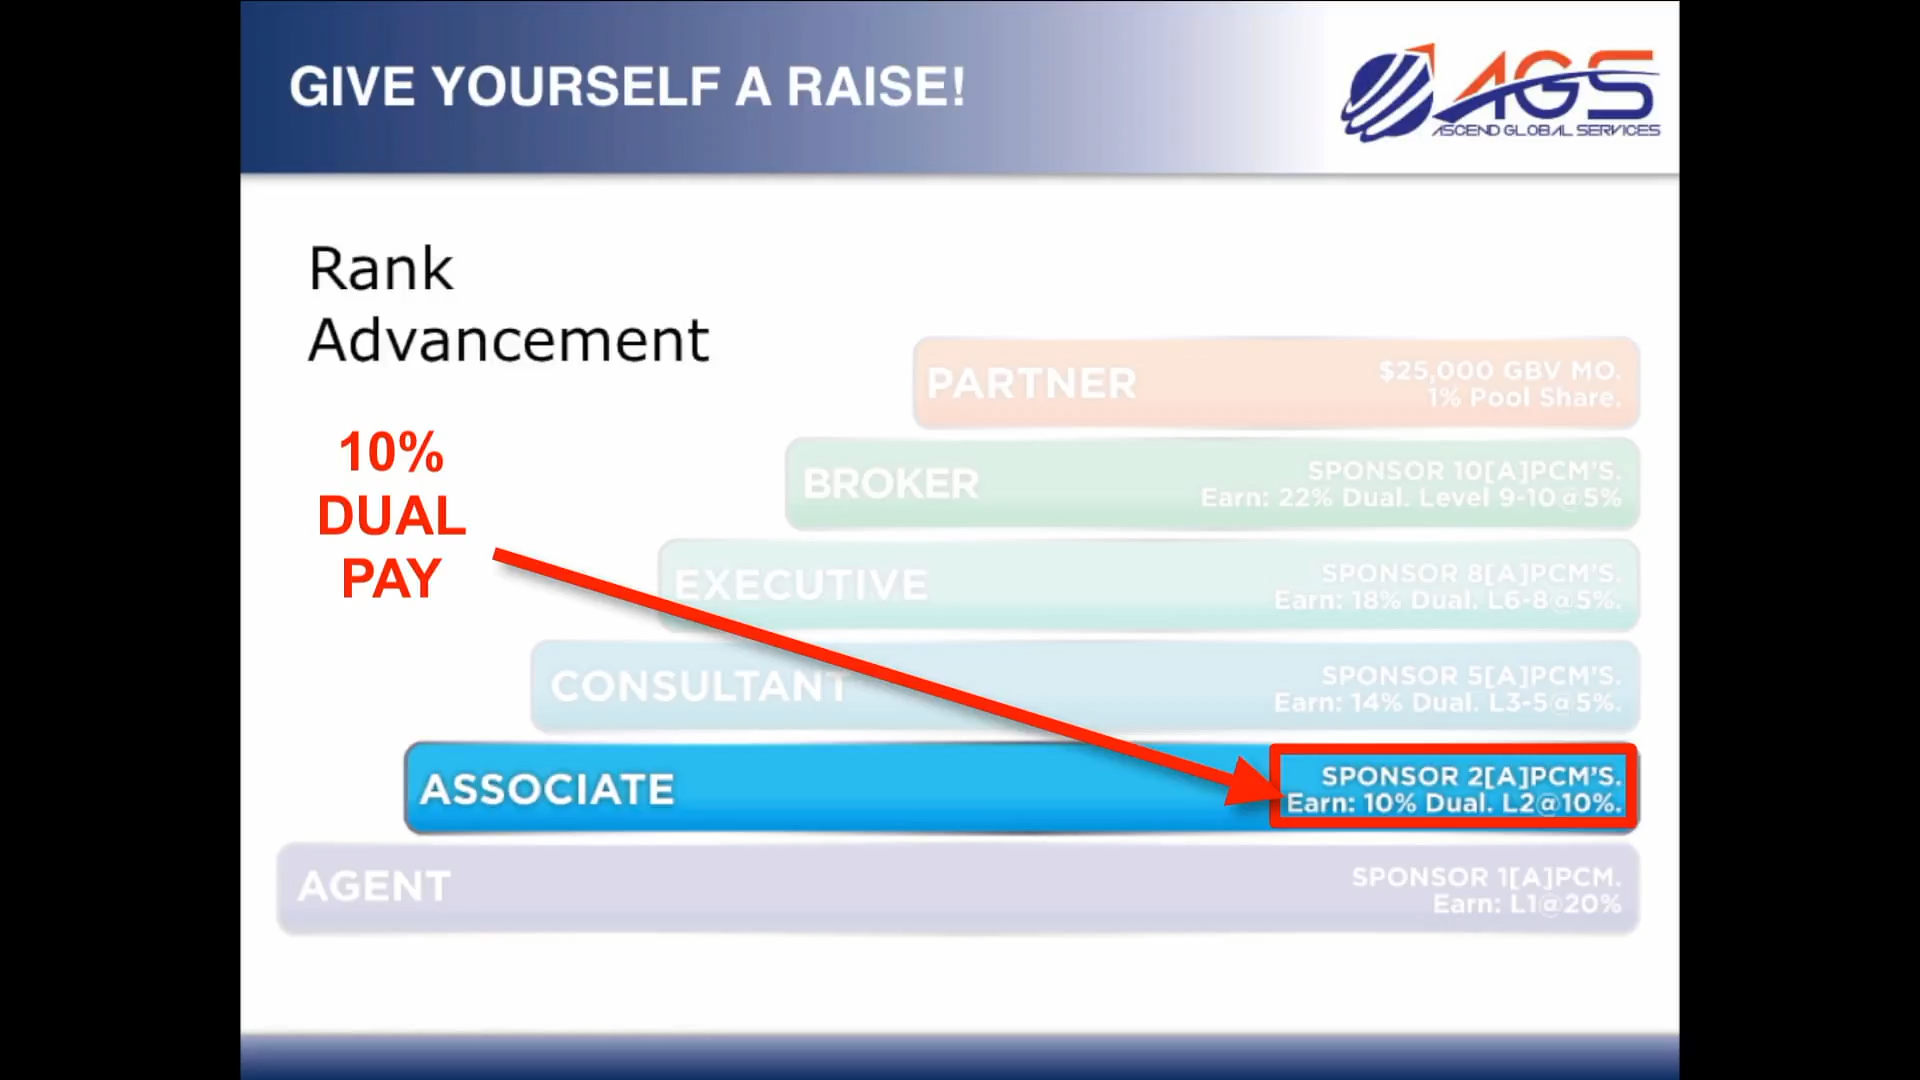 GIVE YOURSELF A RAISE!
AGS
ASCEND GLOBAL SERVICES
Rank
Advancement
10%
DUAL
PAY
PARTNER
$25,000 GBV MO.
1% Pool Share.
BROKER
SPONSOR 10[A]PCM'S.
Earn: 22% Dual. Level 9-10@5%
EXECUTIVE
SPONSOR 8[A]PCM'S.
Earn: 18% Dual. L6-8@5%.
CONSULTANT
SPONSOR 5[A]PCM'S.
Earn: 14% Dual. L3-5@5%.
ASSOCIATE
SPONSOR 2[A]PCM'S.
Earn: 10% Dual. L2@10%.
AGENT
SPONSOR 1[A]PCM.
Earn: L1@20%